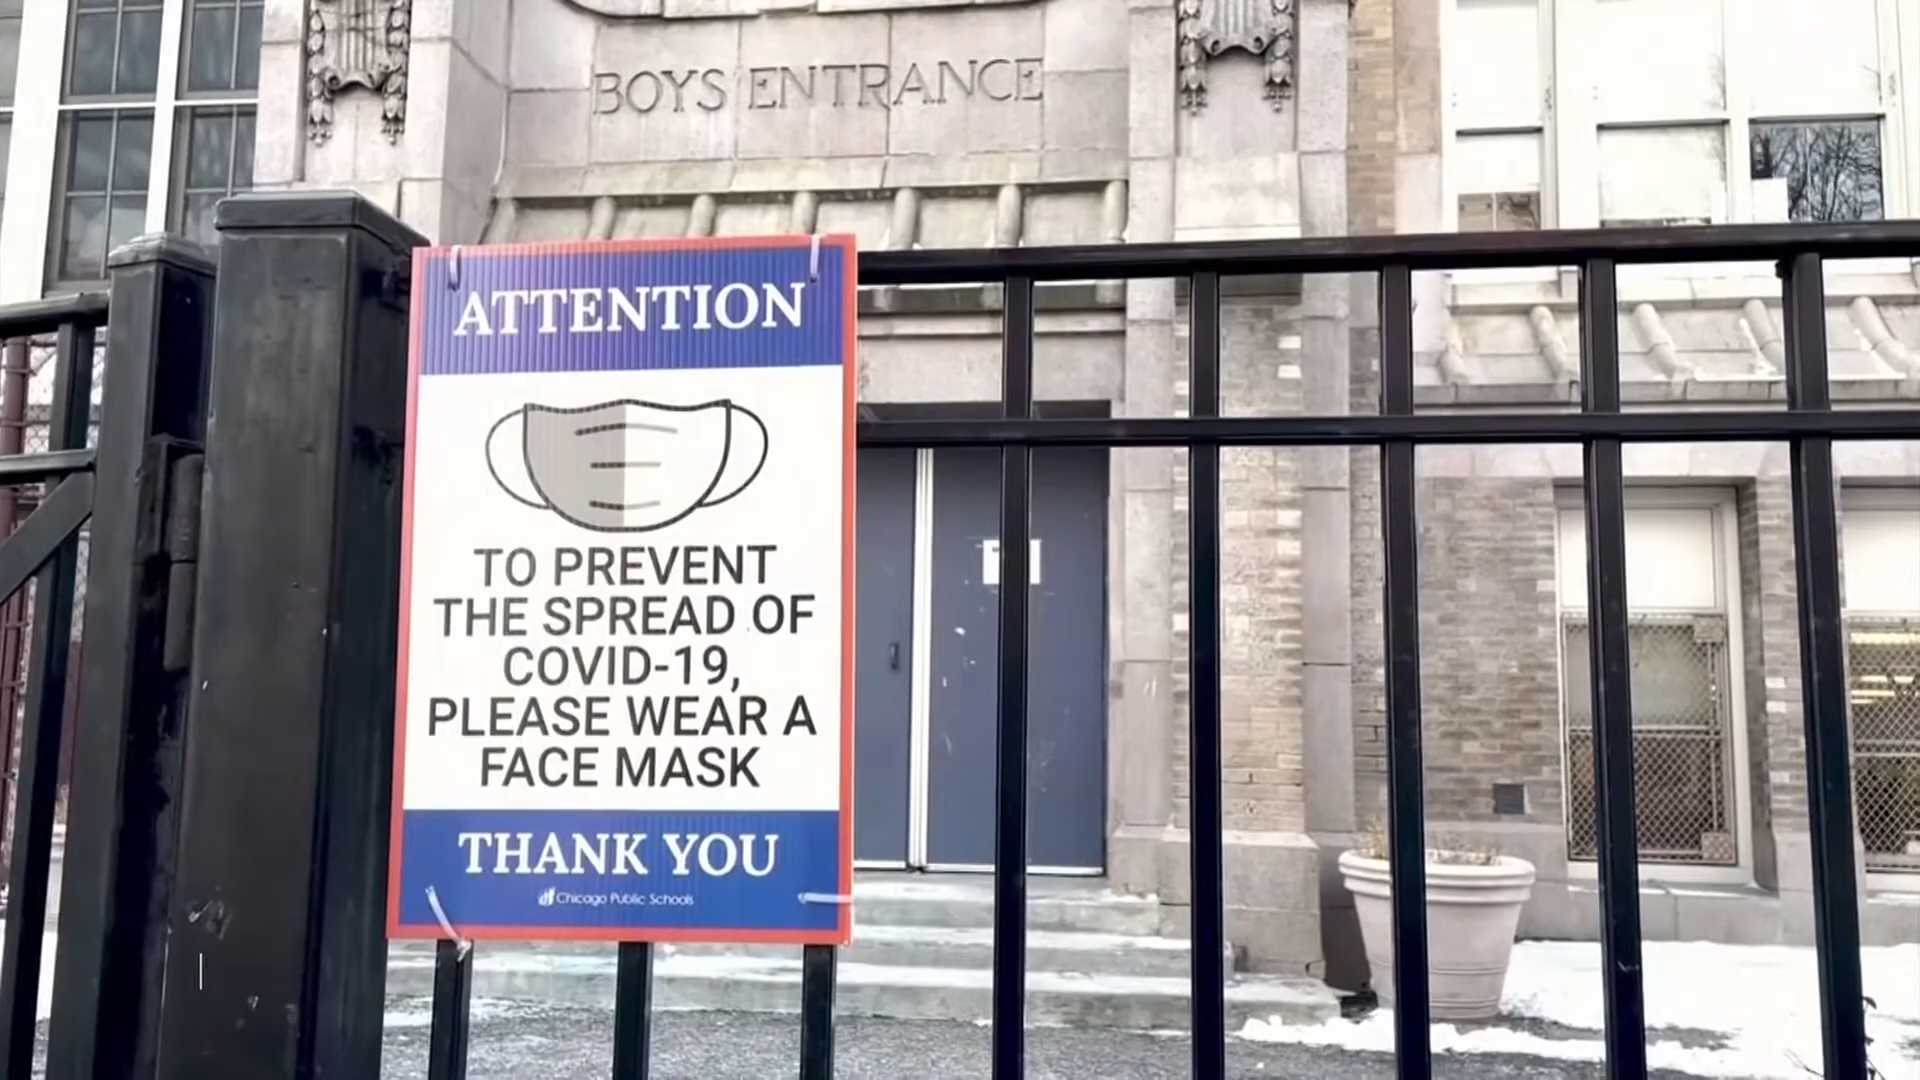 BOYS ENTRANCE
ATTENTION
TO PREVENT
THE SPREAD OF
COVID-19,
PLEASE WEAR A
FACE MASK
THANK YOU
Chicago Public Schools